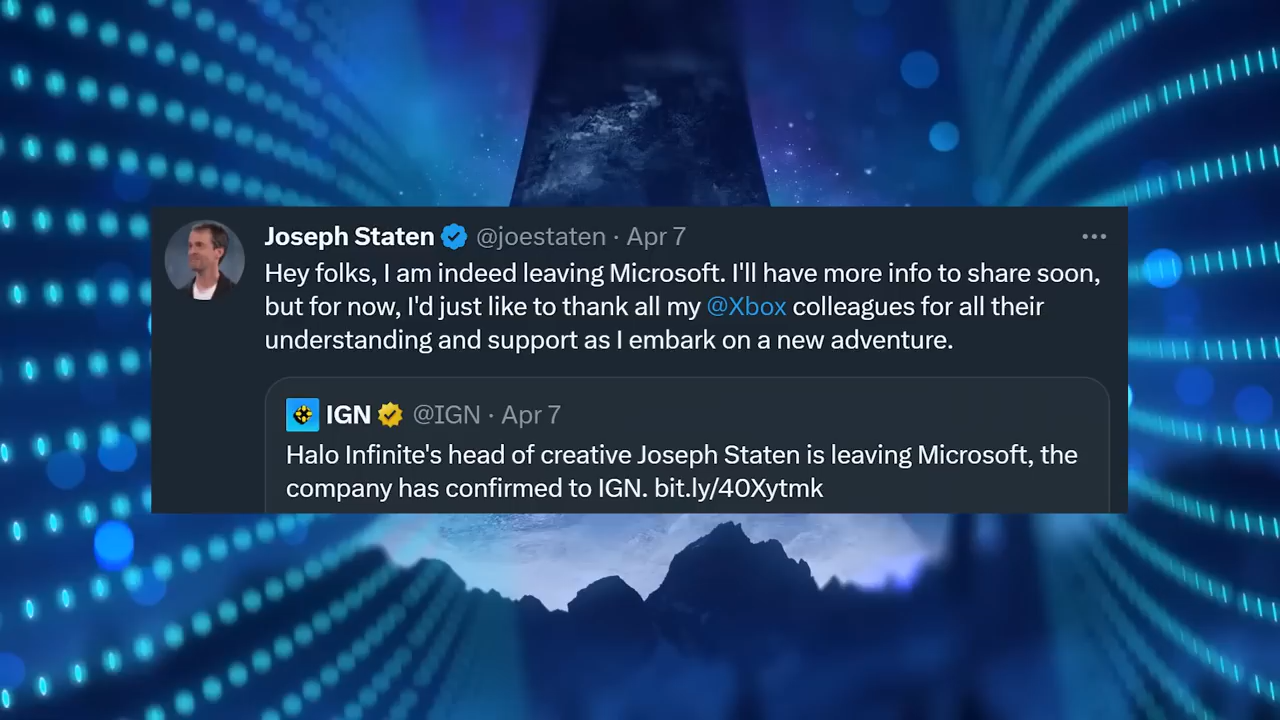 Joseph Staten @joestaten · Apr 7
Hey folks, I am indeed leaving Microsoft. I'll have more info to share soon,
but for now, I'd just like to thank all my @Xbox colleagues for all their
understanding and support as I embark on a new adventure.
IGN @IGN · Apr 7
Halo Infinite's head of creative Joseph Staten is leaving Microsoft, the
company has confirmed to IGN. bit.ly/40Xytmk